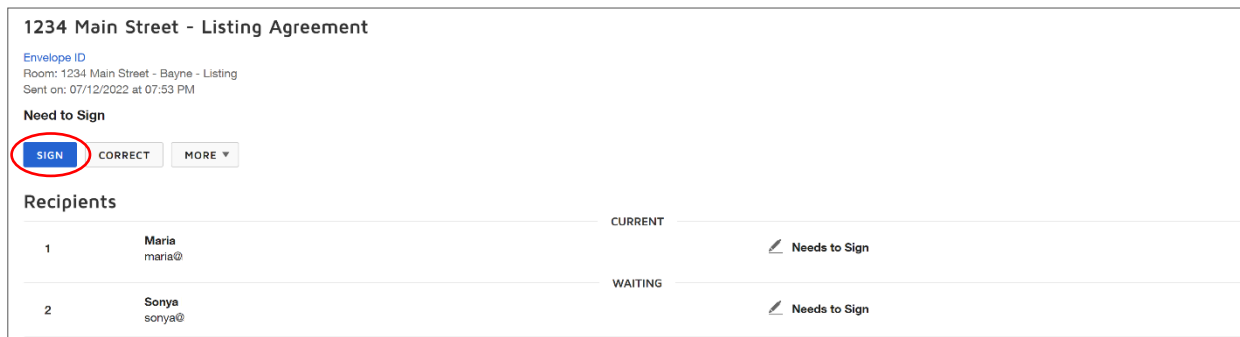 1234 Main Street - Listing Agreement
Envelope ID
Room: 1234 Main Street - Bayne - Listing
Sent on: 07/12/2022 at 07:53 PM
Need to Sign
SIGN CORRECT MORE
Recipients
CURRENT
1 Maria Needs to Sign
maria@
WAITING
2 Sonya Needs to Sign
sonya@